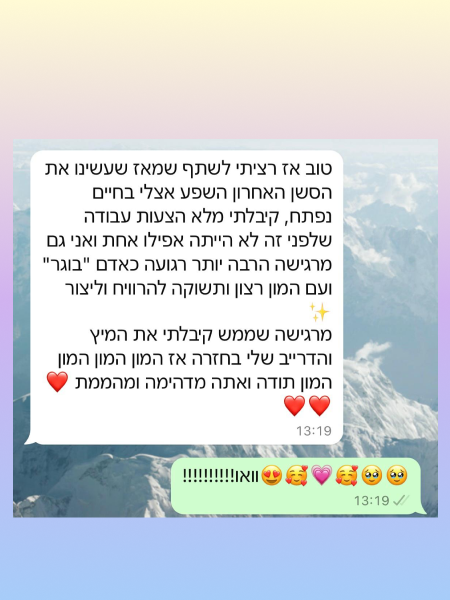 טוב אז רציתי לשתף שמאז שעשינו את
הסשן האחרון השפע אצלי בחיים
נפתח, קיבלתי מלא הצעות עבודה
שלפני זה לא הייתה אפילו אחת ואני גם
מרגישה הרבה יותר רגועה כאדם "בוגר"
ועם המון רצון ותשוקה להרוויח וליצור
✨
מרגישה שממש קיבלתי את המיץ
והדרייב שלי בחזרה אז המון המון המון
המון תודה ואתה מדהימה ומהממת ❤️
❤️❤️
13:19
🥹🥹🥰💗🥰😍וואו!!!!!!!!!!
13:19